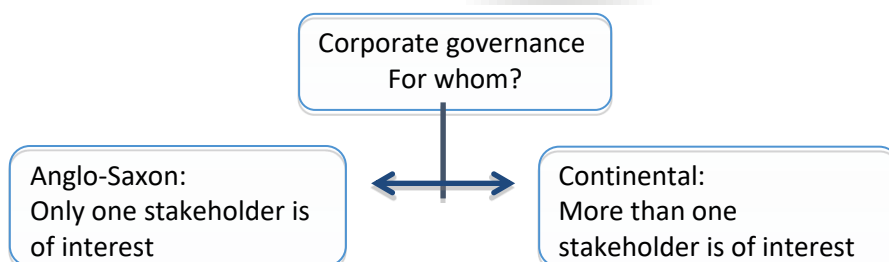 Corporate governance
For whom?
Anglo-Saxon:
Only one stakeholder is
of interest
Continental:
More than one
stakeholder is of interest